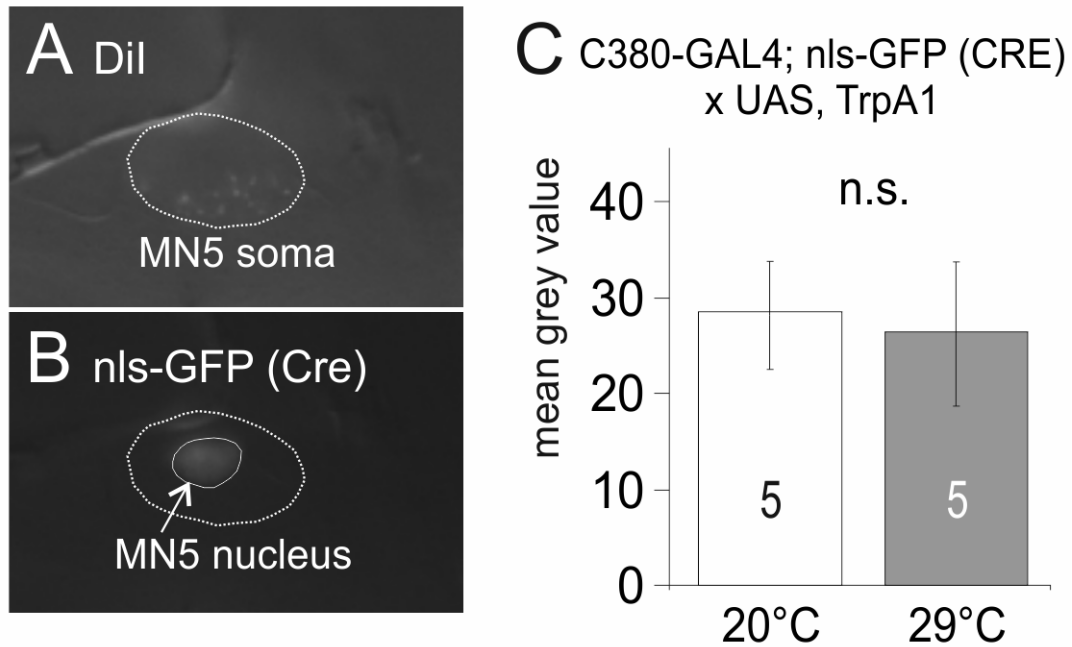 A DiI
MN5 soma
B nls-GFP (Cre)
MN5 nucleus
C C380-GAL4; nls-GFP (CRE)
x UAS, TrpA1
mean grey value
n.s.
40
30
20
10
0
5 5
20°C 29°C